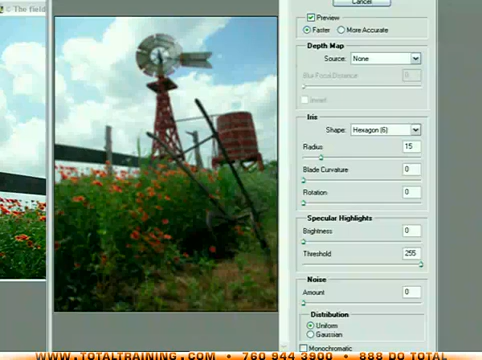 © The field
Cancel
Preview
Faster More Accurate
Depth Map
Source: None
Blur Focal Distance 0
Invert
Iris
Shape: Hexagon (6)
Radius 15
Blade Curvature 0
Rotation 0
Specular Highlights
Brightness 0
Threshold 255
Noise
Amount 0
Distribution
Uniform
Gaussian
Monochromatic
WWW.TOTALTRAINING.COM • 760 944 3900 • 888 DO TOTAL